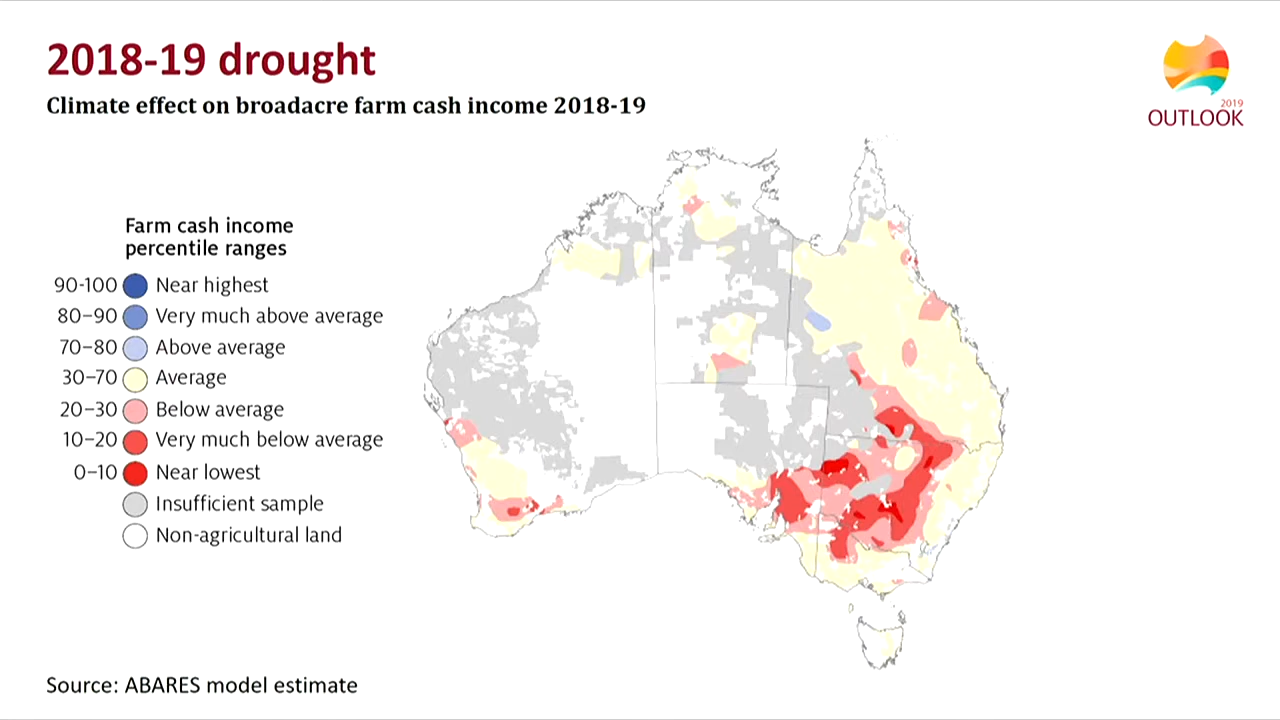 2018-19 drought
Climate effect on broadacre farm cash income 2018-19
2019
OUTLOOK
Farm cash income
percentile ranges
90-100 Near highest
80–90 Very much above average
70–80 Above average
30–70 Average
20–30 Below average
10–20 Very much below average
0–10 Near lowest
Insufficient sample
Non-agricultural land
Source: ABARES model estimate